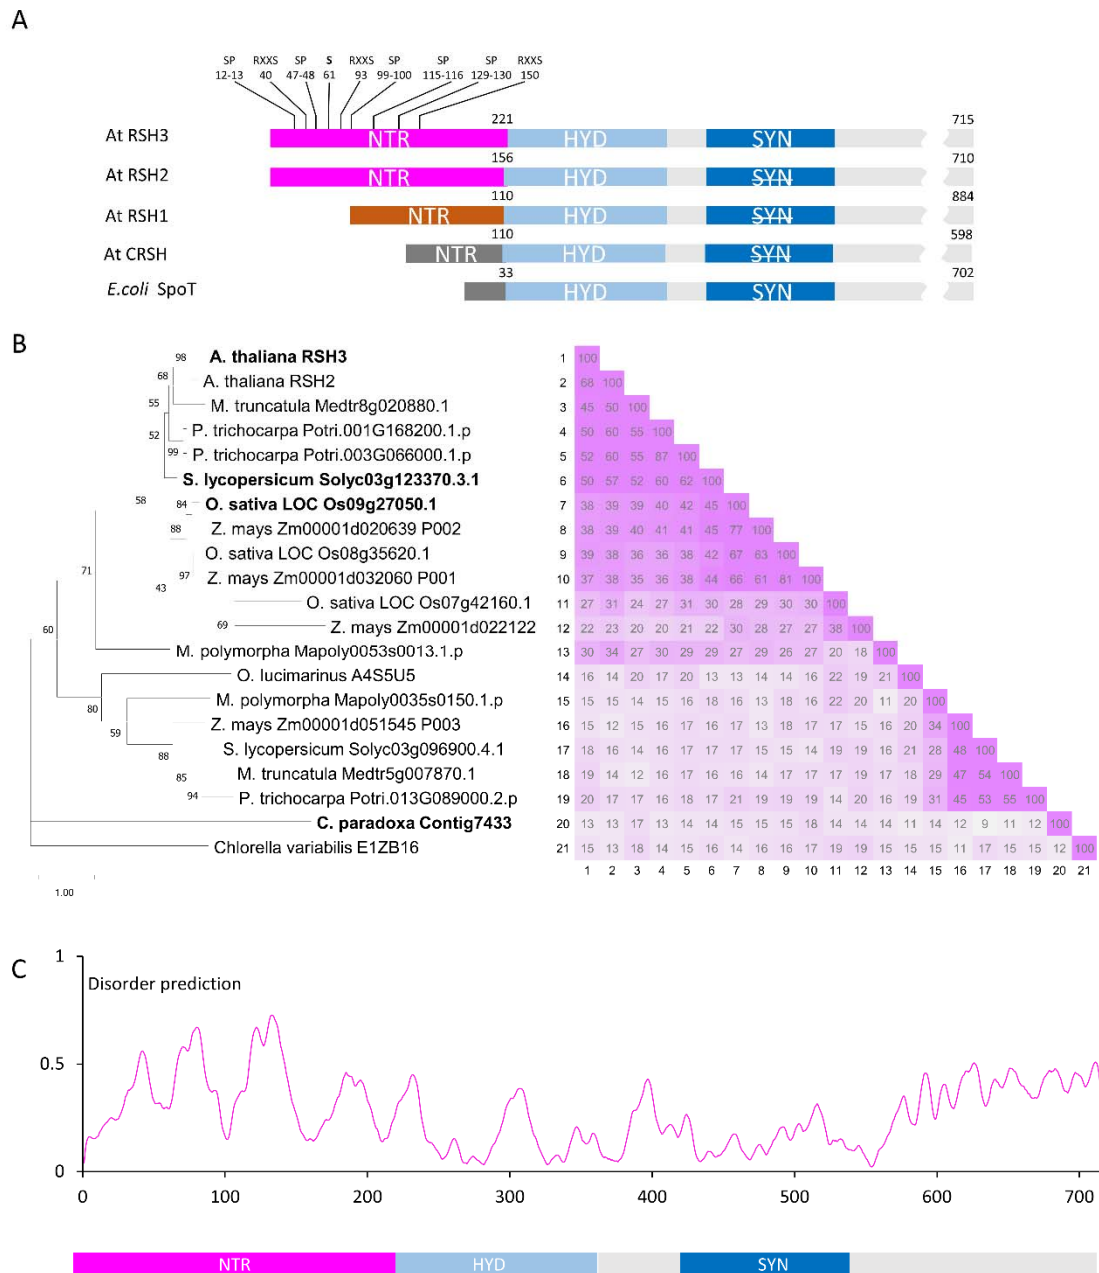 A
SP RXXS SP S RXXS SP SP SP RXXS
12-13 40 47-48 61 93 99-100 115-116 129-130 150
221 715
At RSH3 NTR HYD SYN
156 710
At RSH2 NTR HYD SYN
110 884
At RSH1 NTR HYD SYN
110 598
At CRSH NTR HYD SYN
33 702
E.coli SpoT HYD SYN
B
98 A. thaliana RSH3 1 100
68 A. thaliana RSH2 2 68 100
55 M. truncatula Medtr8g020880.1 3 45 50 100
52 P. trichocarpa Potri.001G168200.1.p 4 50 60 55 100
99 P. trichocarpa Potri.003G066000.1.p 5 52 60 55 87 100
S. lycopersicum Solyc03g123370.3.1 6 50 57 52 60 62 100
58 84 O. sativa LOC Os09g27050.1 7 38 39 39 40 42 45 100
88 Z. mays Zm00001d020639 P002 8 38 39 40 41 41 45 77 100
O. sativa LOC Os08g35620.1 9 39 38 36 36 38 42 67 63 100
71 43 97 Z. mays Zm00001d032060 P001 10 37 38 35 36 38 44 66 61 81 100
O. sativa LOC Os07g42160.1 11 27 31 24 27 31 30 28 29 30 30 100
60 69 Z. mays Zm00001d022122 12 22 23 20 20 21 22 30 28 27 27 38 100
M. polymorpha Mapoly0053s0013.1.p 13 30 34 27 30 29 29 27 29 26 27 20 18 100
O. lucimarinus A4S5U5 14 16 14 20 17 20 13 13 14 14 16 22 19 21 100
80 M. polymorpha Mapoly0035s0150.1.p 15 15 15 14 15 16 18 16 13 18 16 22 20 11 20 100
59 Z. mays Zm00001d051545 P003 16 15 12 15 16 17 17 17 13 18 17 17 17 15 20 34 100
88 S. lycopersicum Solyc03g096900.4.1 17 18 16 14 16 17 17 15 15 14 19 19 16 21 28 48 100
85 M. truncatula Medtr5g007870.1 18 19 14 12 16 17 16 16 14 17 17 17 19 17 18 29 47 54 100
94 P. trichocarpa Potri.013G089000.2.p 19 20 17 17 16 18 17 21 19 19 19 14 20 16 19 31 45 53 55 100
C. paradoxa Contig7433 20 13 13 17 13 14 14 15 15 15 18 14 14 14 11 14 12 9 11 12 100
Chlorella variabilis E1ZB16 21 15 13 18 14 15 16 14 16 16 17 19 19 15 15 15 11 17 15 15 12 100
1 2 3 4 5 6 7 8 9 10 11 12 13 14 15 16 17 18 19 20 21
1.00
C
1
Disorder prediction
0.5
0
0 100 200 300 400 500 600 700
NTR HYD SYN